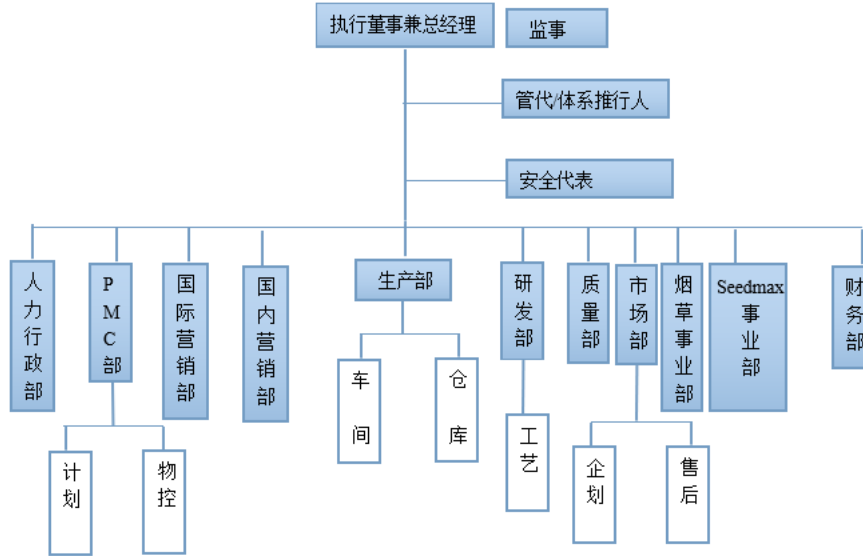 执行董事兼总经理
监事
管代/体系推行人
安全代表
人力行政部
PMC部
国际营销部
国内营销部
生产部
研发部
质量部
市场部
烟草事业部
Seedmax事业部
财务部
车间
仓库
工艺
计划
物控
企划
售后